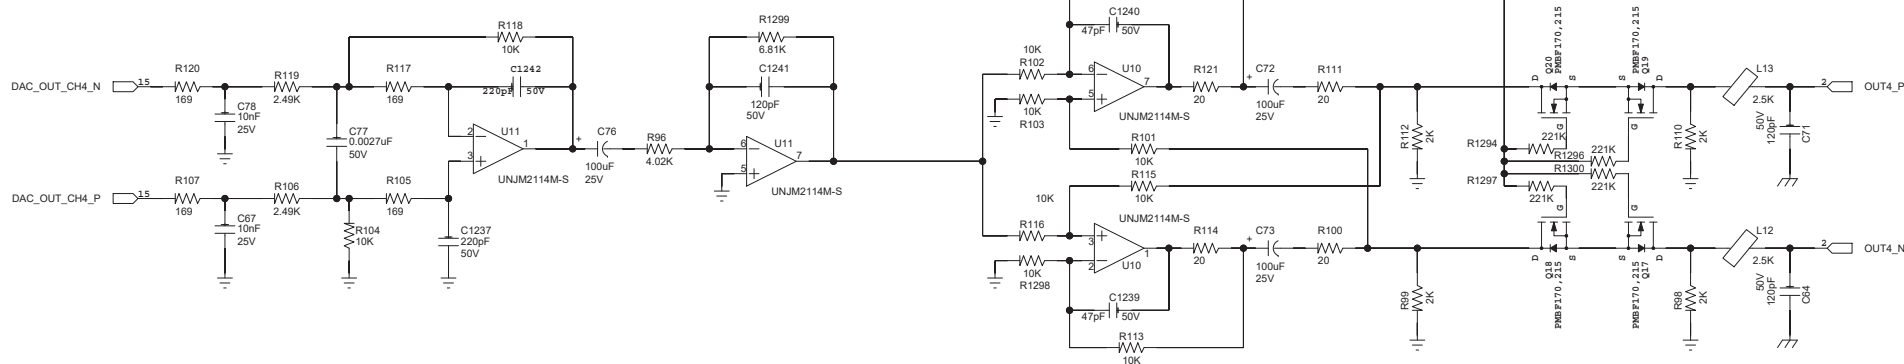 DAC_OUT_CH4_N
15
R120
169
C78
10nF
25V
R119
2.49K
R118
10K
R117
169
C1242
220pF 50V
C77
0.0027uF
50V
2
3
U11
1
UNJM2114M-S
DAC_OUT_CH4_P
15
R107
169
C67
10nF
25V
R106
2.49K
R104
10K
R105
169
C1237
220pF
50V
+
C76
100uF
25V
R96
4.02K
R1299
6.81K
C1241
120pF
50V
6
5
U11
7
UNJM2114M-S
10K
R102
10K
R103
C1240
47pF 50V
6
5
U10
7
UNJM2114M-S
R121
20
+
C72
100uF
25V
R111
20
R101
10K
R115
10K
10K
R116
10K
R1298
UNJM2114M-S
3
2
1
U10
C1239
47pF 50V
R113
10K
R114
20
+
C73
100uF
25V
R100
20
R112
2K
R99
2K
D
Q20
PMBF170,215
S
G
S
Q19
PMBF170,215
D
G
R1294
221K
R1296
221K
R1300
221K
R1297
221K
G
D
Q18
PMBF170,215
S
G
S
Q17
PMBF170,215
D
R110
2K
L13
2.5K
50V
120pF
C71
2
OUT4_P
R98
2K
L12
2.5K
50V
120pF
C64
2
OUT4_N